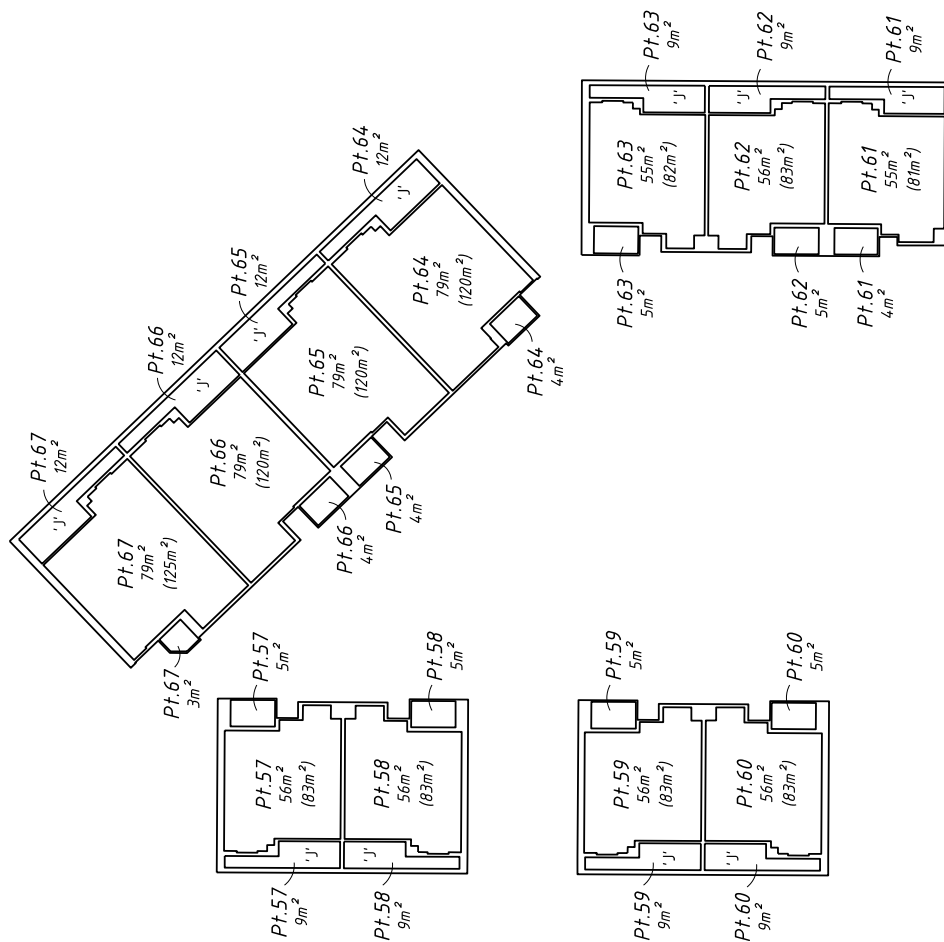 Pt.63
9m²
Pt.62
9m²
Pt.61
9m²
'J'
'J'
'J'
Pt.63
55m²
(82m²)
Pt.62
56m²
(83m²)
Pt.61
55m²
(81m²)
Pt.63
5m²
Pt.62
5m²
Pt.61
4m²
Pt.64
12m²
Pt.65
12m²
Pt.66
12m²
Pt.67
12m²
'J'
'J'
'J'
'J'
Pt.64
79m²
(120m²)
Pt.65
79m²
(120m²)
Pt.66
79m²
(120m²)
Pt.67
79m²
(125m²)
Pt.64
4m²
Pt.65
4m²
Pt.66
4m²
Pt.67
3m²
Pt.57
5m²
Pt.58
5m²
Pt.57
56m²
(83m²)
Pt.58
56m²
(83m²)
'J'
'J'
Pt.57
9m²
Pt.58
9m²
Pt.59
5m²
Pt.60
5m²
Pt.59
56m²
(83m²)
Pt.60
56m²
(83m²)
'J'
'J'
Pt.59
9m²
Pt.60
9m²